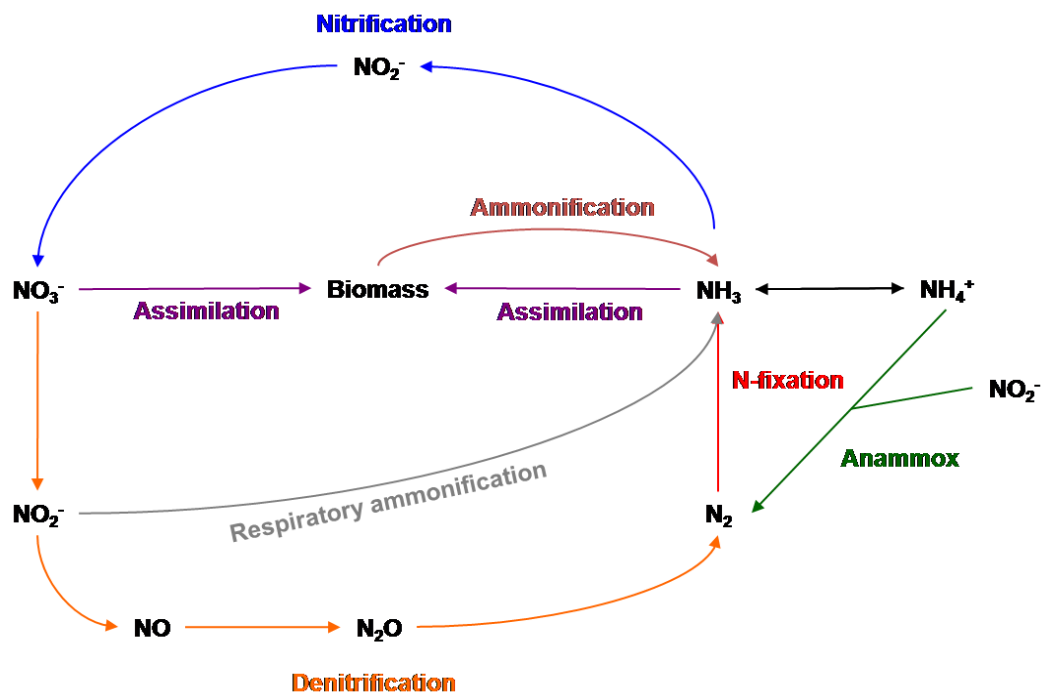 Nitrification
NO₂⁻
Ammonification
NO₃⁻ Biomass NH₃ NH₄⁺
Assimilation Assimilation
N-fixation NO₂⁻
Anammox
Respiratory ammonification
NO₂⁻ N₂
NO N₂O
Denitrification